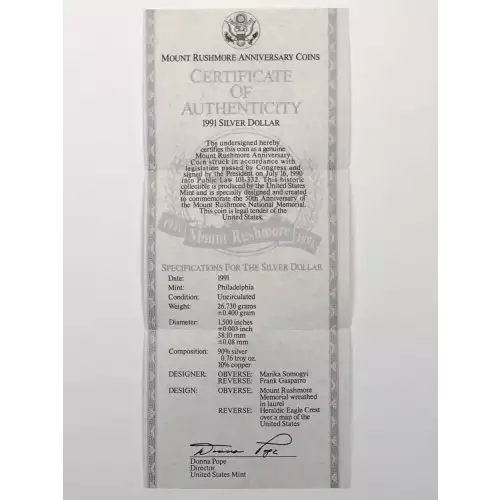 MOUNT RUSHMORE ANNIVERSARY COINS
CERTIFICATE
OF
AUTHENTICITY
1991 SILVER DOLLAR
The undersigned hereby
certifies this coin as a genuine
Mount Rushmore Anniversary
Coin struck in accordance with
legislation passed by Congress and
signed by the President on July 16, 1990
into Public Law 101-332. This historic
collectible is produced by the United States
Mint and is specially designed and created
to commemorate the 50th Anniversary of
the Mount Rushmore National Memorial.
This coin is legal tender of the
United States.
Mount Rushmore 1991
SPECIFICATIONS FOR THE SILVER DOLLAR
Date: 1991
Mint: Philadelphia
Condition: Uncirculated
Weight: 26.730 grams
±0.400 gram
Diameter: 1.500 inches
±0.003 inch
38.10 mm
±0.08 mm
Composition: 90% silver
0.76 troy oz.
10% copper
DESIGNER: OBVERSE: Marika Somogyi
REVERSE: Frank Gasparro
DESIGN: OBVERSE: Mount Rushmore
Memorial wreathed
in laurel
REVERSE: Heraldic Eagle Crest
over a map of the
United States
Donna Pope
Donna Pope
Director
United States Mint